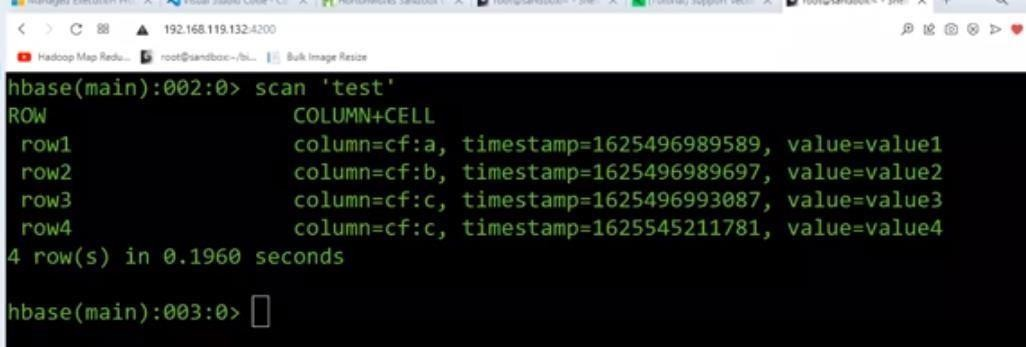 192.168.119.132:4200
Hadoop Map Redu... root@sandbox:~/bi... Bulk Image Resize
hbase(main):002:0> scan 'test'
ROW COLUMN+CELL
row1 column=cf:a, timestamp=1625496989589, value=value1
row2 column=cf:b, timestamp=1625496989697, value=value2
row3 column=cf:c, timestamp=1625496993087, value=value3
row4 column=cf:c, timestamp=1625545211781, value=value4
4 row(s) in 0.1960 seconds
hbase(main):003:0>